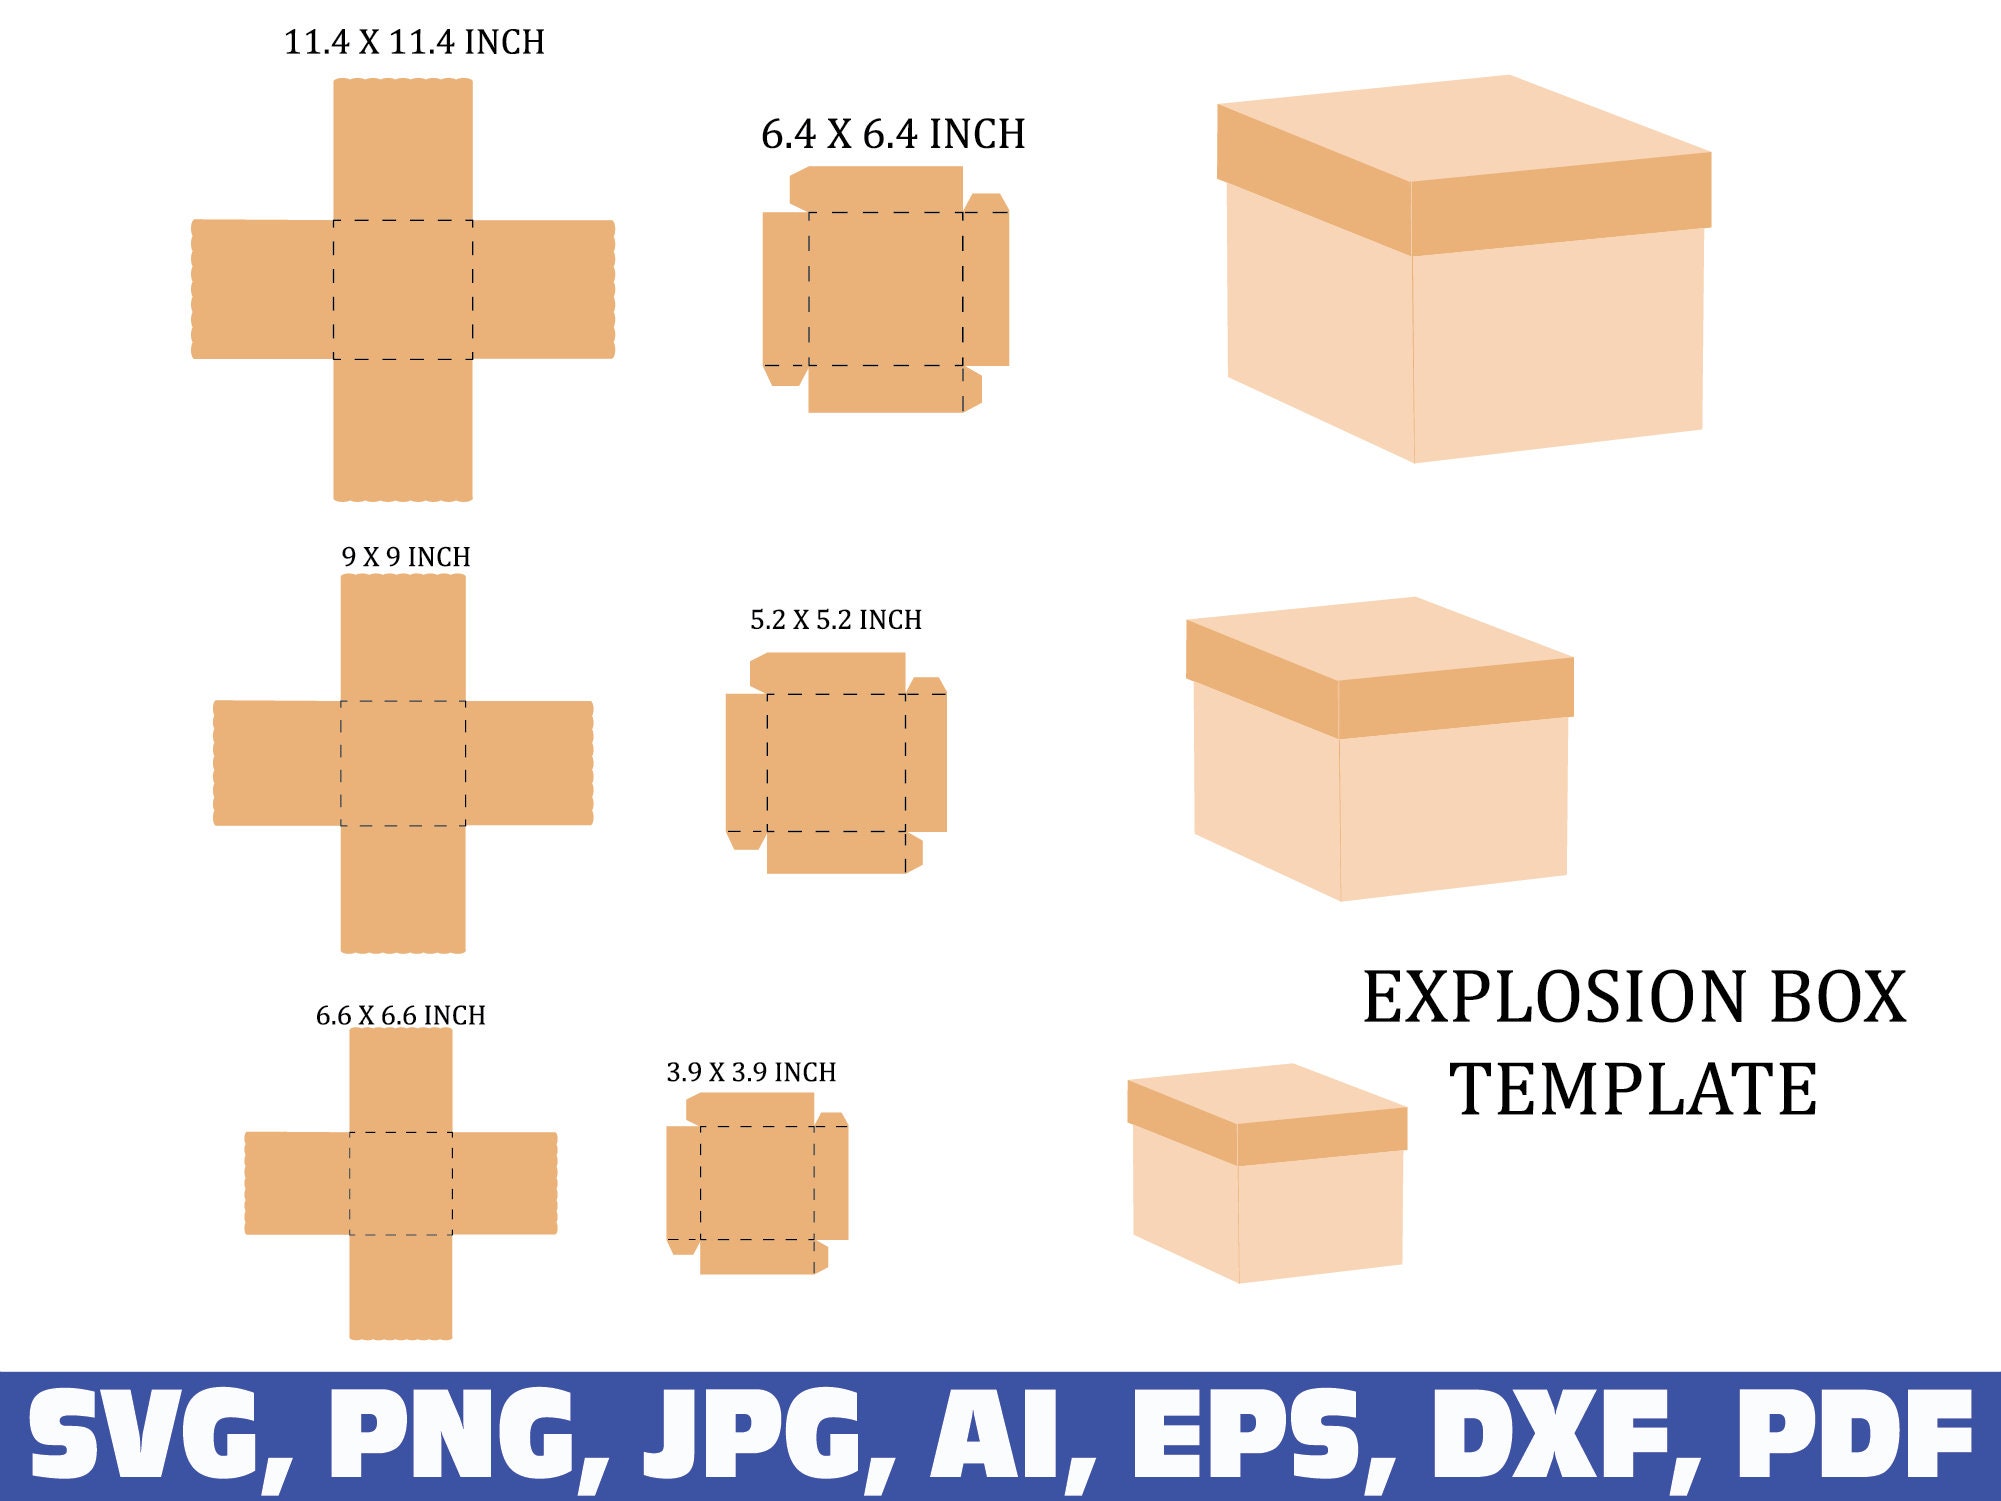 11.4 X 11.4 INCH
6.4 X 6.4 INCH
9 X 9 INCH
5.2 X 5.2 INCH
6.6 X 6.6 INCH
3.9 X 3.9 INCH
EXPLOSION BOX
TEMPLATE
SVG, PNG, JPG, AI, EPS, DXF, PDF